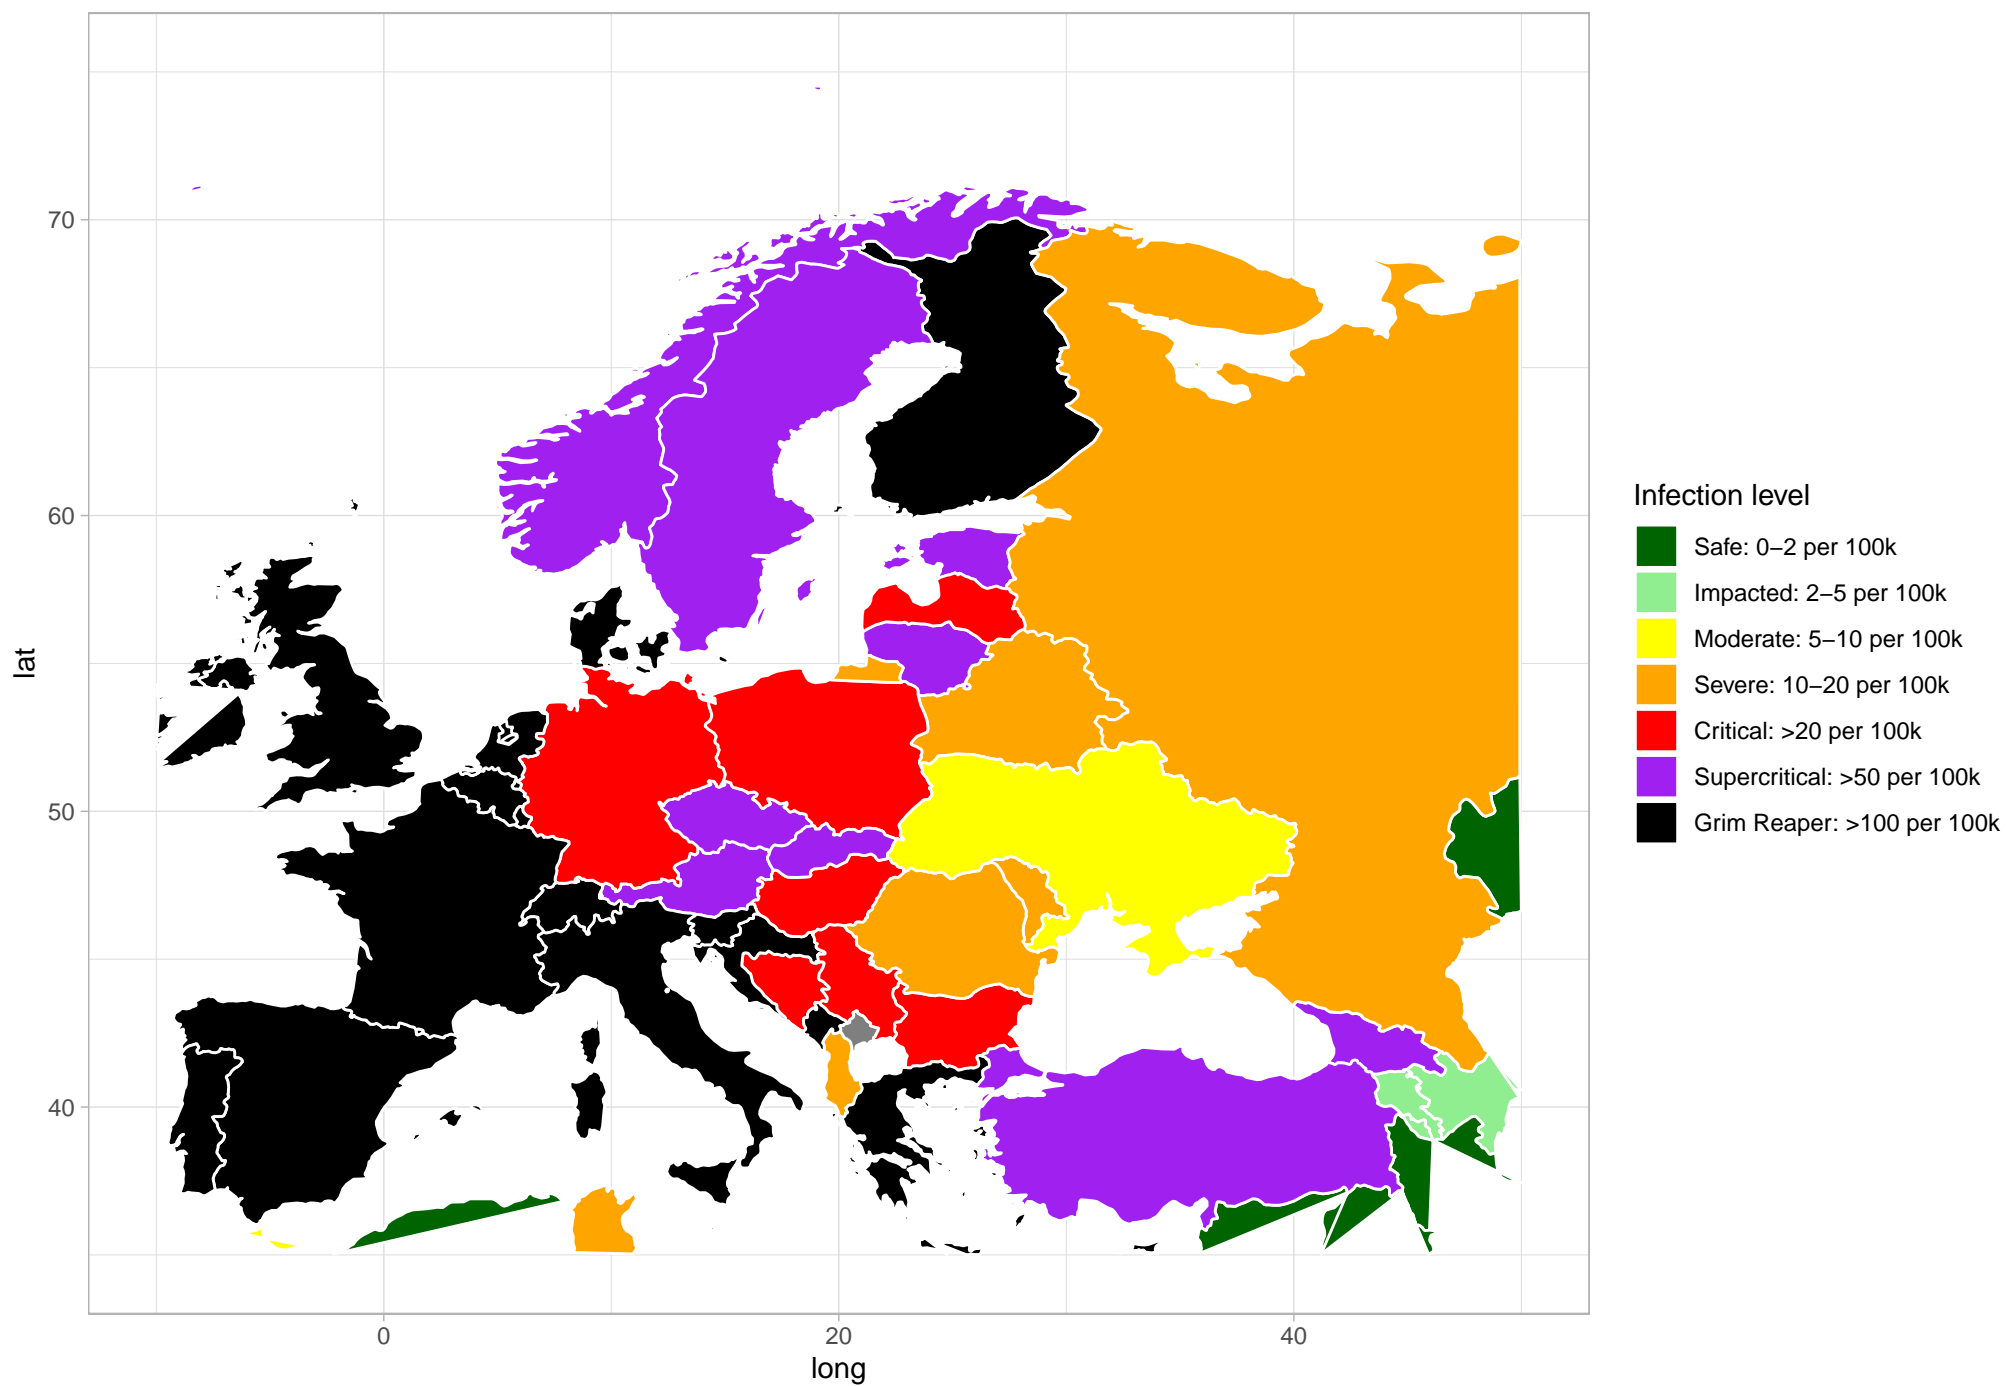 70
60
50
40
lat
0
20
40
long
Infection level
Safe: 0−2 per 100k
Impacted: 2−5 per 100k
Moderate: 5−10 per 100k
Severe: 10−20 per 100k
Critical: >20 per 100k
Supercritical: >50 per 100k
Grim Reaper: >100 per 100k